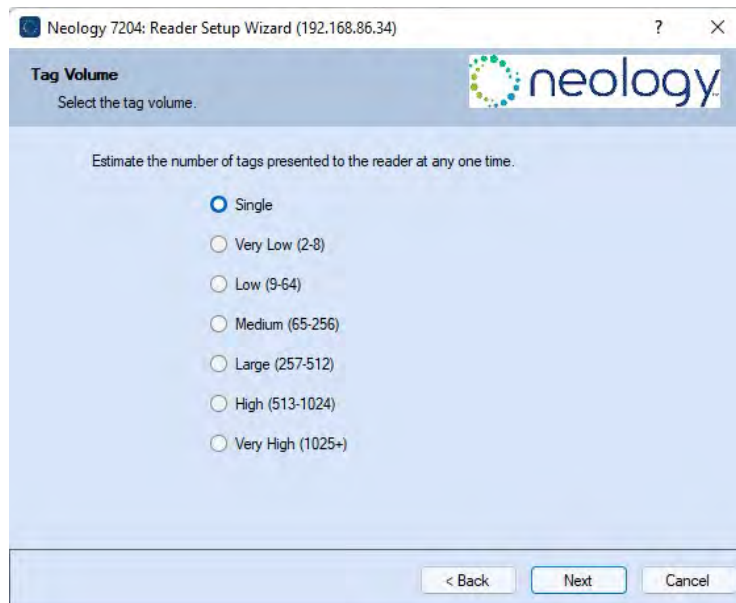 Neology 7204: Reader Setup Wizard (192.168.86.34) ?
Tag Volume
Select the tag volume.
neology
Estimate the number of tags presented to the reader at any one time.
Single
Very Low (2-8)
Low (9-64)
Medium (65-256)
Large (257-512)
High (513-1024)
Very High (1025+)
< Back Next Cancel